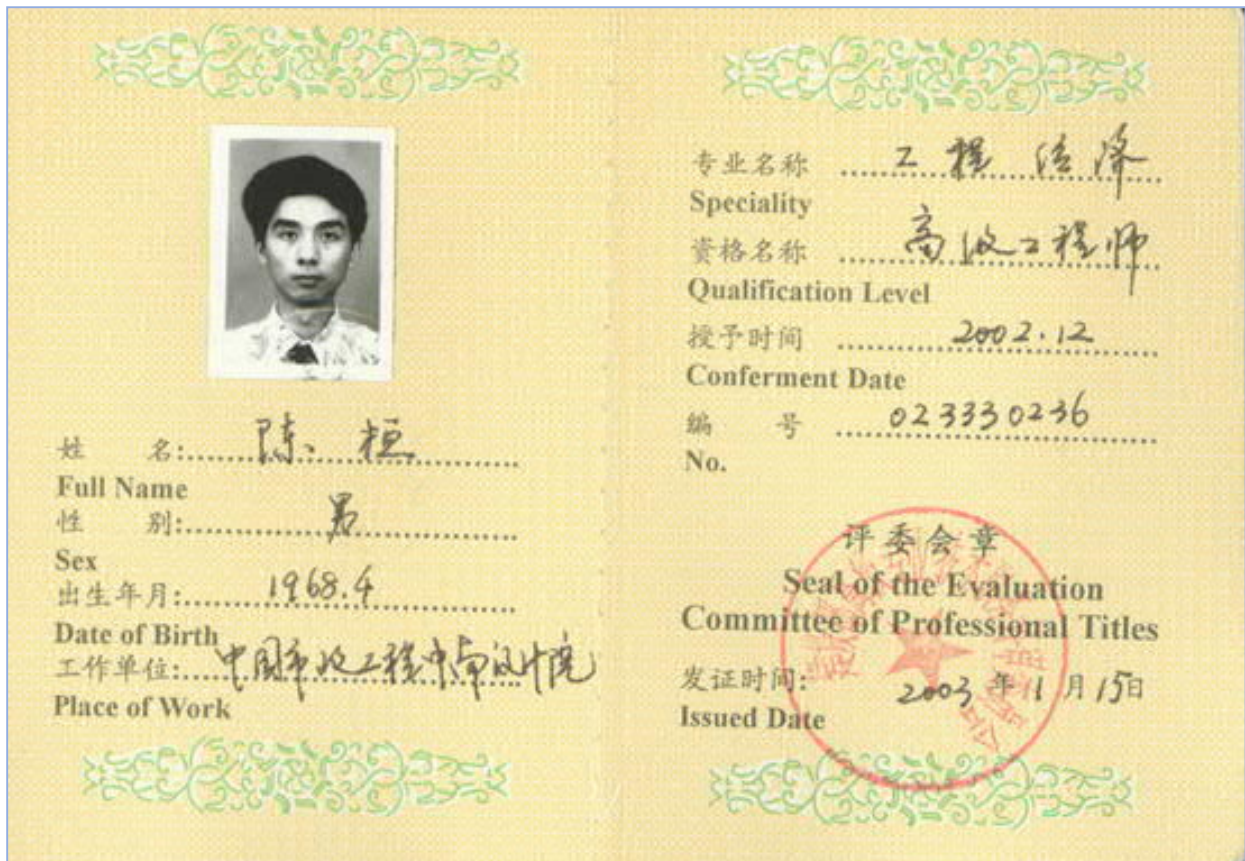 姓 名: 陈桓
Full Name
性 别: 男
Sex
出生年月: 1968.4
Date of Birth
工作单位: 中国市政工程中南设计院
Place of Work
专业名称 工程经济
Speciality
资格名称 高级工程师
Qualification Level
授予时间 2002.12
Conferment Date
编 号 023330236
No.
评委会章
Seal of the Evaluation
Committee of Professional Titles
发证时间: 2003 年 1 月 15 日
Issued Date